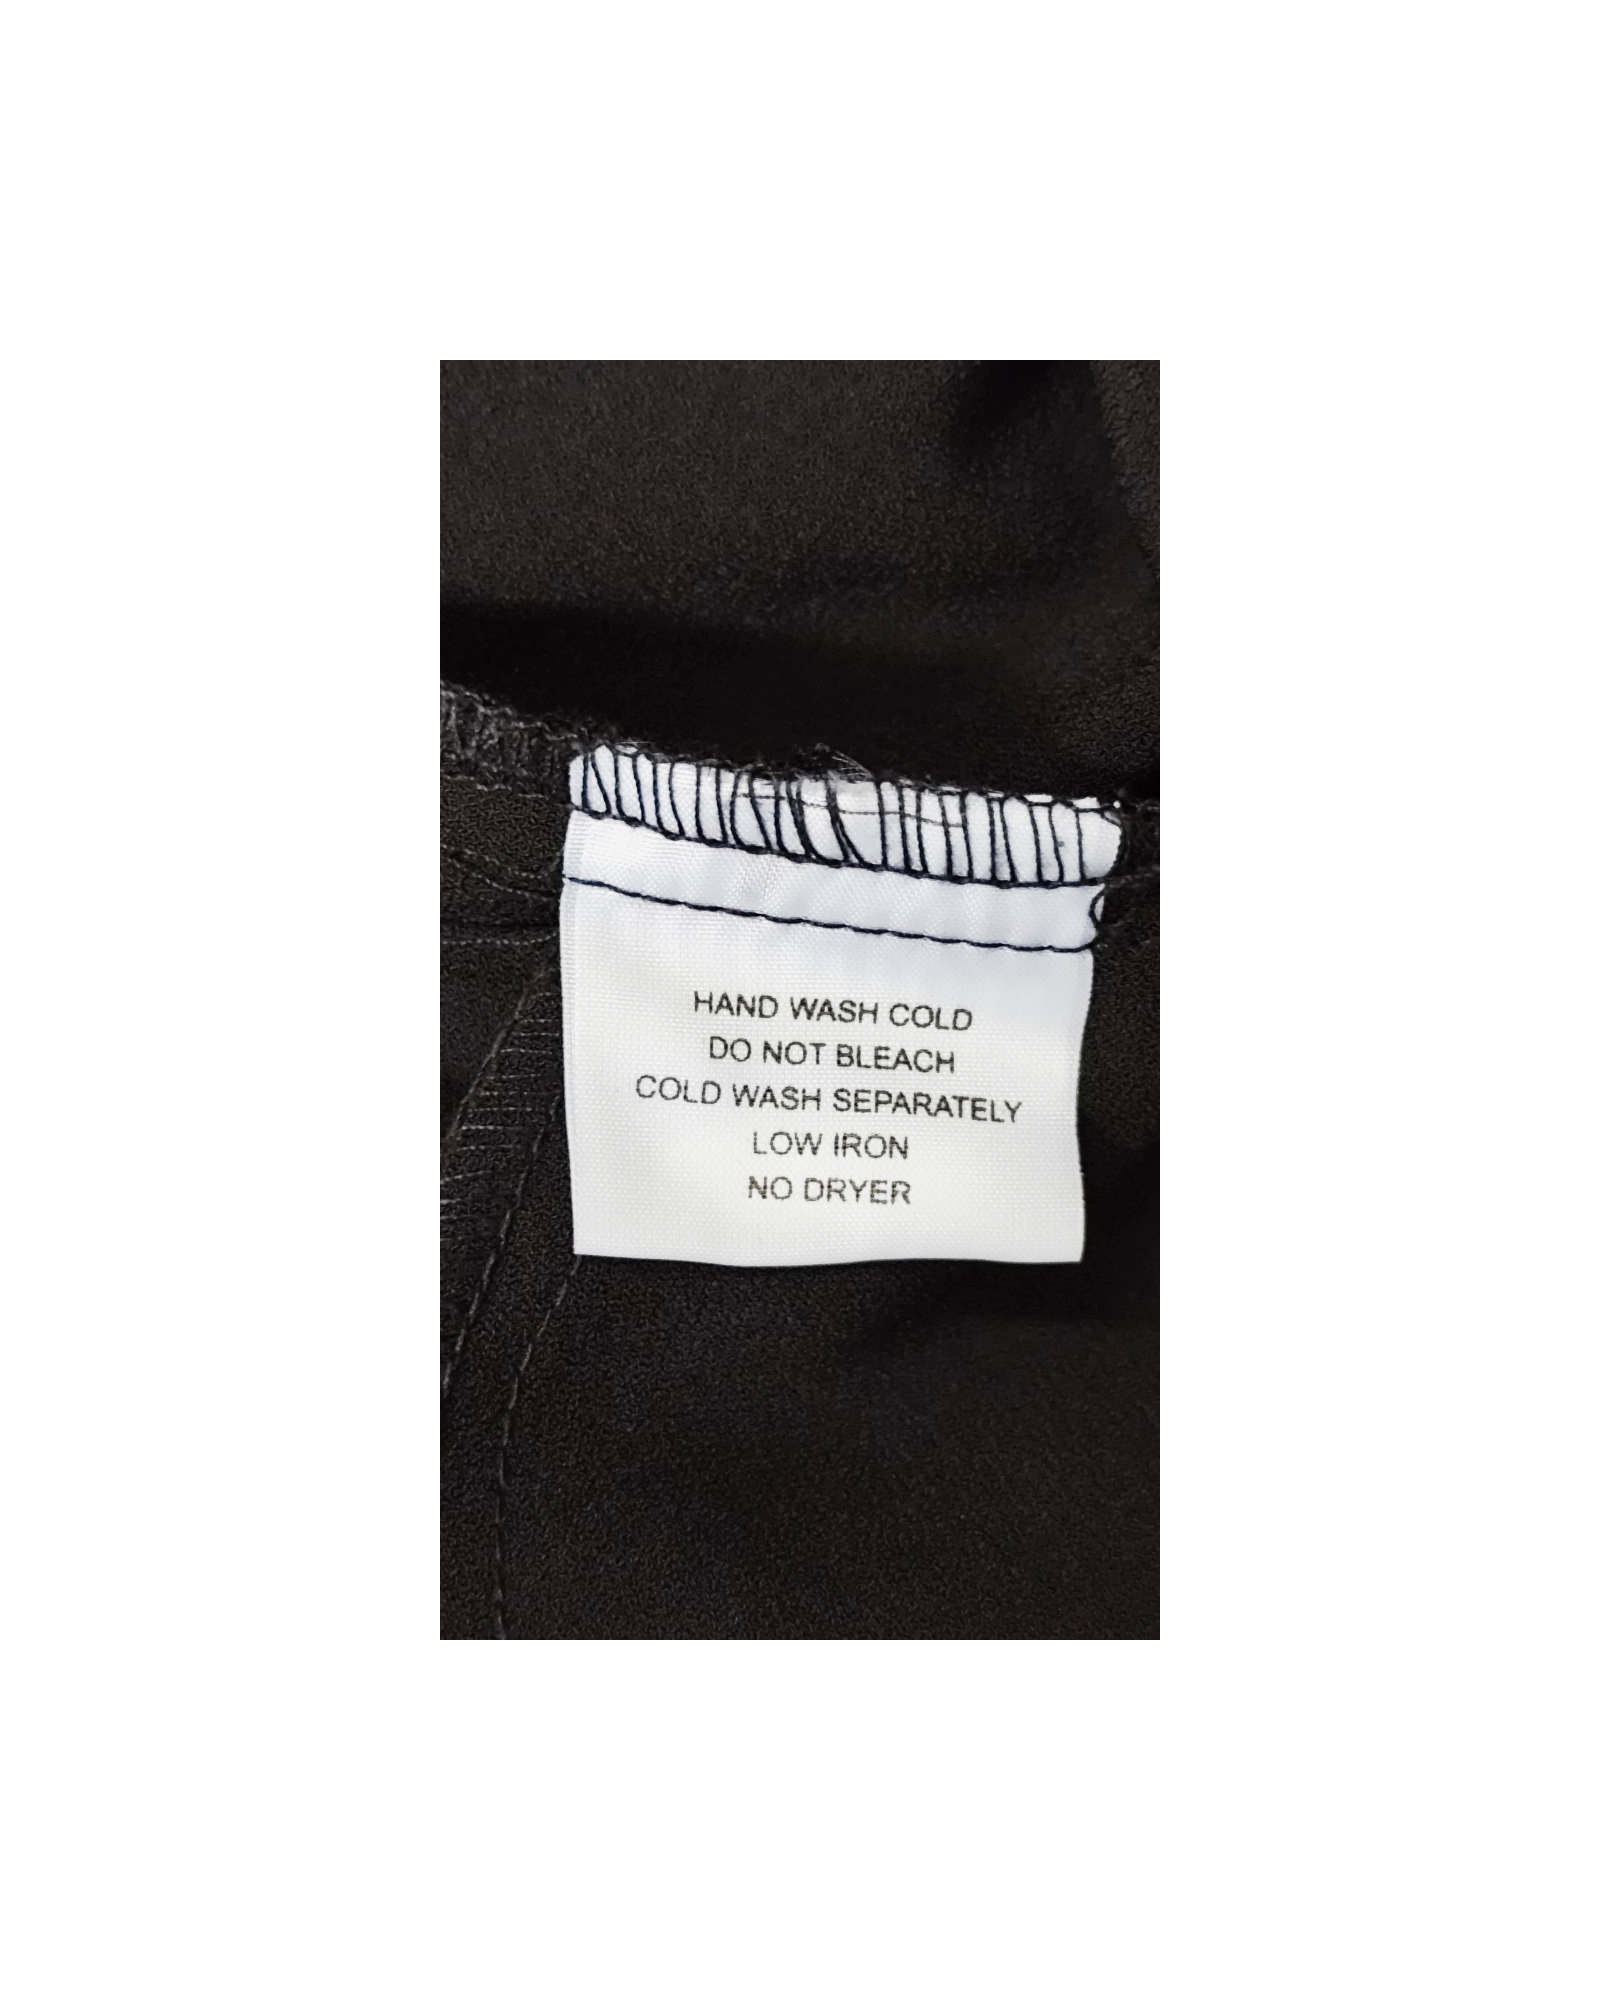 HAND WASH COLD
DO NOT BLEACH
COLD WASH SEPARATELY
LOW IRON
NO DRYER